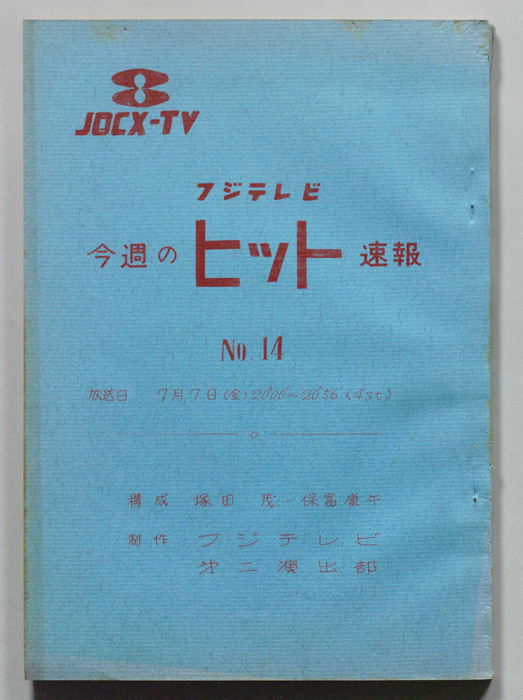 JOCX-TV
フジテレビ
今週のヒット速報
No. 14
放送日 7月7日(金)20°00'~20°56'(4st)
構成 塚田 茂・保富康午
制作 フジテレビ
第二演出部